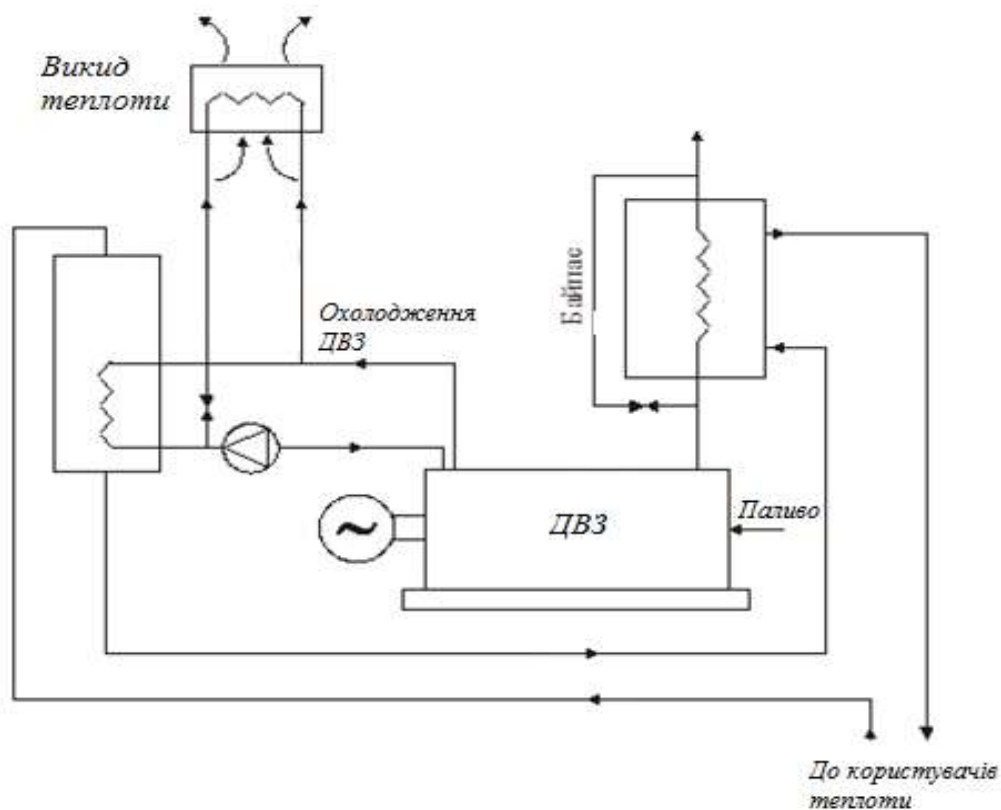 Викид
теплоти
Охолодження
ДВЗ
Байпас
ДВЗ
Паливо
До користувачів
теплоти